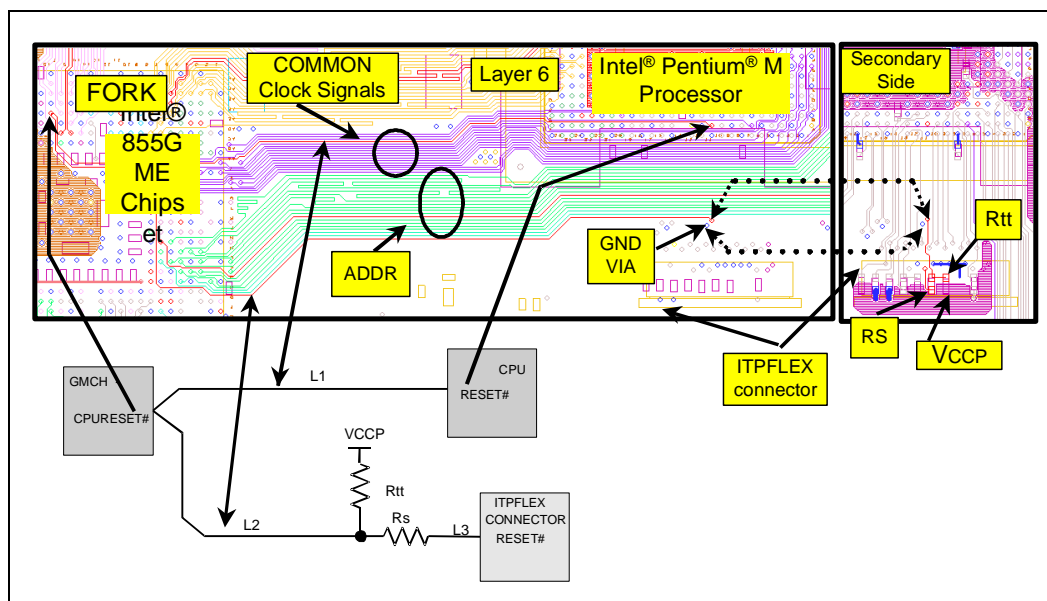 FORK
Intel®
855G
ME
Chips
et
COMMON
Clock Signals
Layer 6
Intel® Pentium® M
Processor
Secondary
Side
ADDR
GND
VIA
Rtt
RS
VCCP
ITPFLEX
connector
GMCH
CPURESET#
L1
CPU
RESET#
VCCP
Rtt
L2
Rs
L3
ITPFLEX
CONNECTOR
RESET#